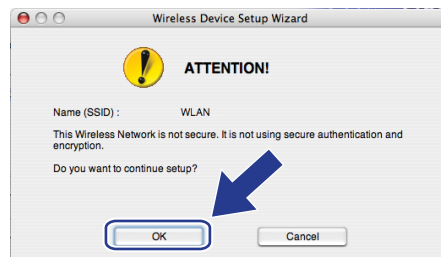 Wireless Device Setup Wizard
ATTENTION!
Name (SSID) : WLAN
This Wireless Network is not secure. It is not using secure authentication and
encryption.
Do you want to continue setup?
OK Cancel